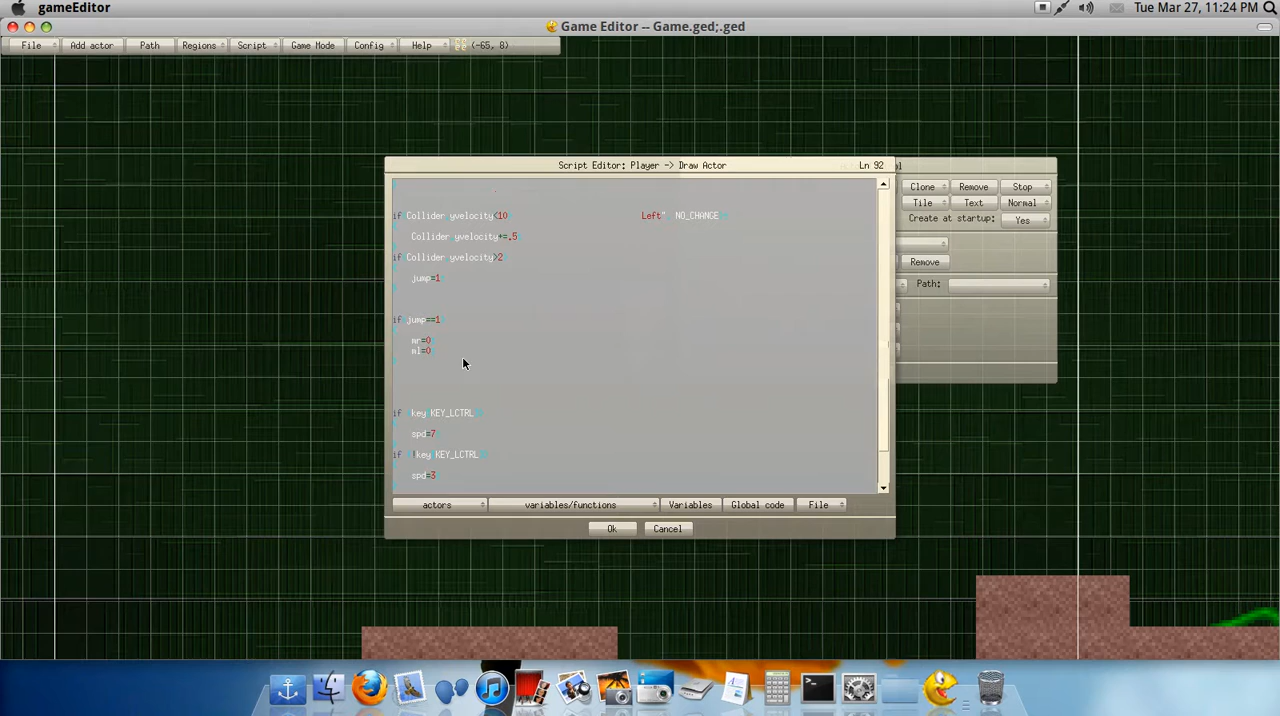 gameEditor
Tue Mar 27, 11:24 PM
Game Editor -- Game.ged;.ged
File Add actor Path Regions Script Game Mode Config Help (-65, 8)
Script Editor: Player -> Draw Actor Ln 92
if(Collider.yvelocity<10) Left", NO_CHANGE);
{
Collider.yvelocity+=.5;
if(Collider.yvelocity>2)
{
jump=1;
}
if(jump==1)
{
mr=0;
ml=0;
}
if (key[KEY_LCTRL])
{
spd=7;
if (!key[KEY_LCTRL])
{
spd=3;
actors variables/functions Variables Global code File
Ok Cancel
Clone Remove Stop
Tile Text Normal
Create at startup: Yes
Remove
Path: